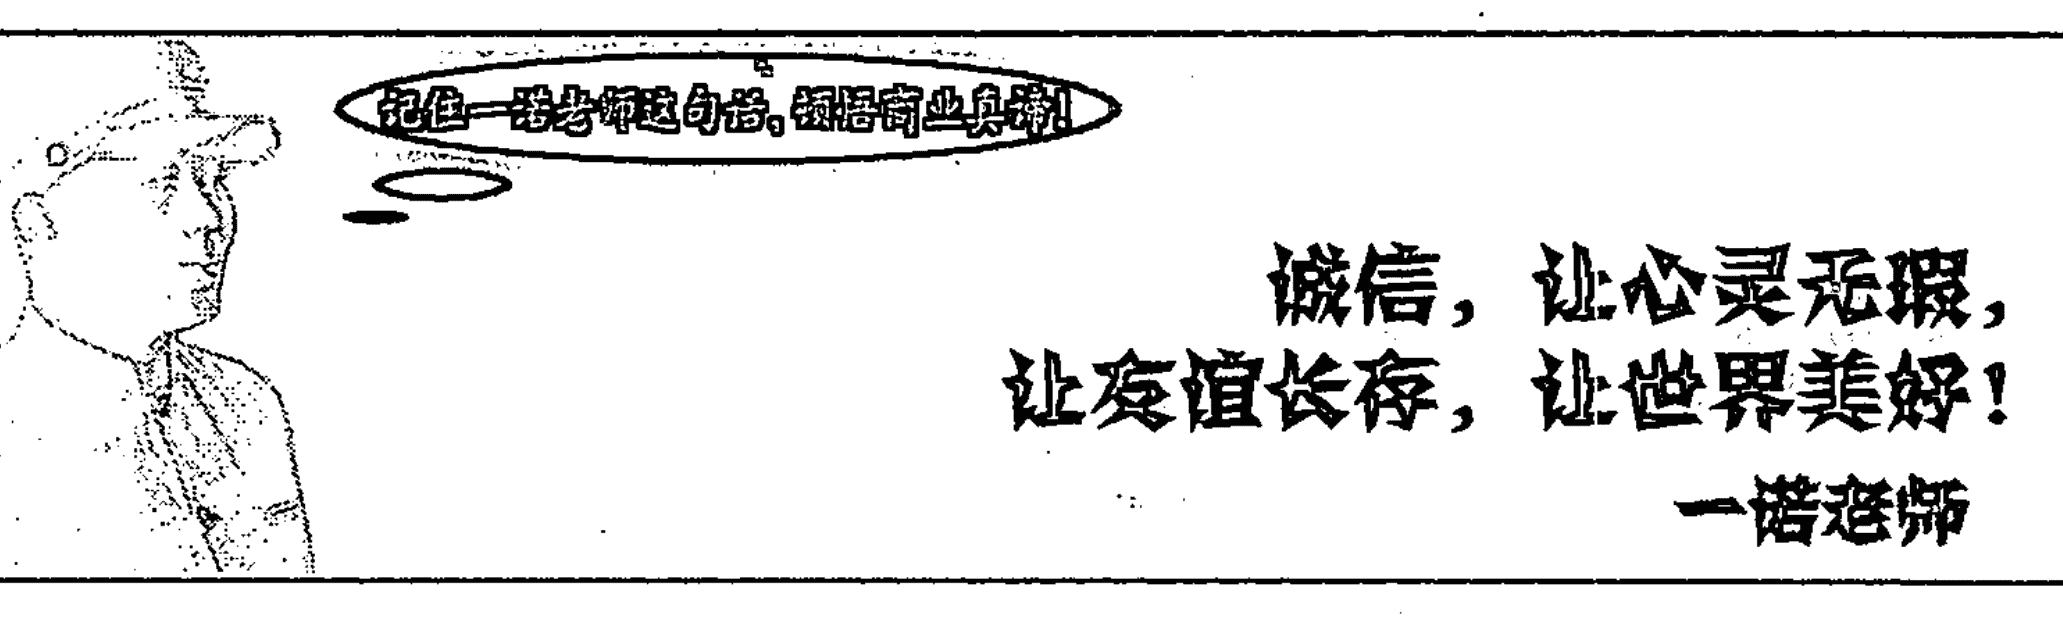 记住一诺老师这句话，顿悟商业真谛！
诚信，让心灵无瑕，
让友谊长存，让世界美好！
一诺老师